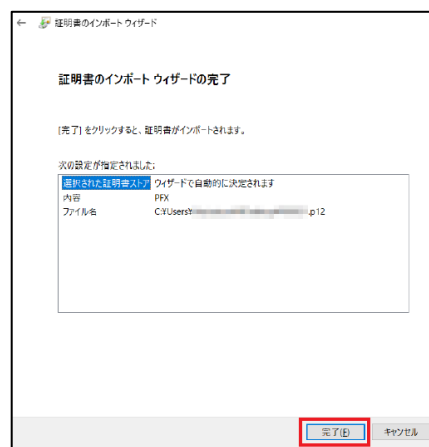 証明書のインポート ウィザード
証明書のインポート ウィザードの完了
[完了] をクリックすると、証明書がインポートされます。
次の設定が指定されました:
選択された証明書ストア ウィザードで自動的に決定されます
内容 PFX
ファイル名 C:¥Users¥ .p12
完了(F) キャンセル